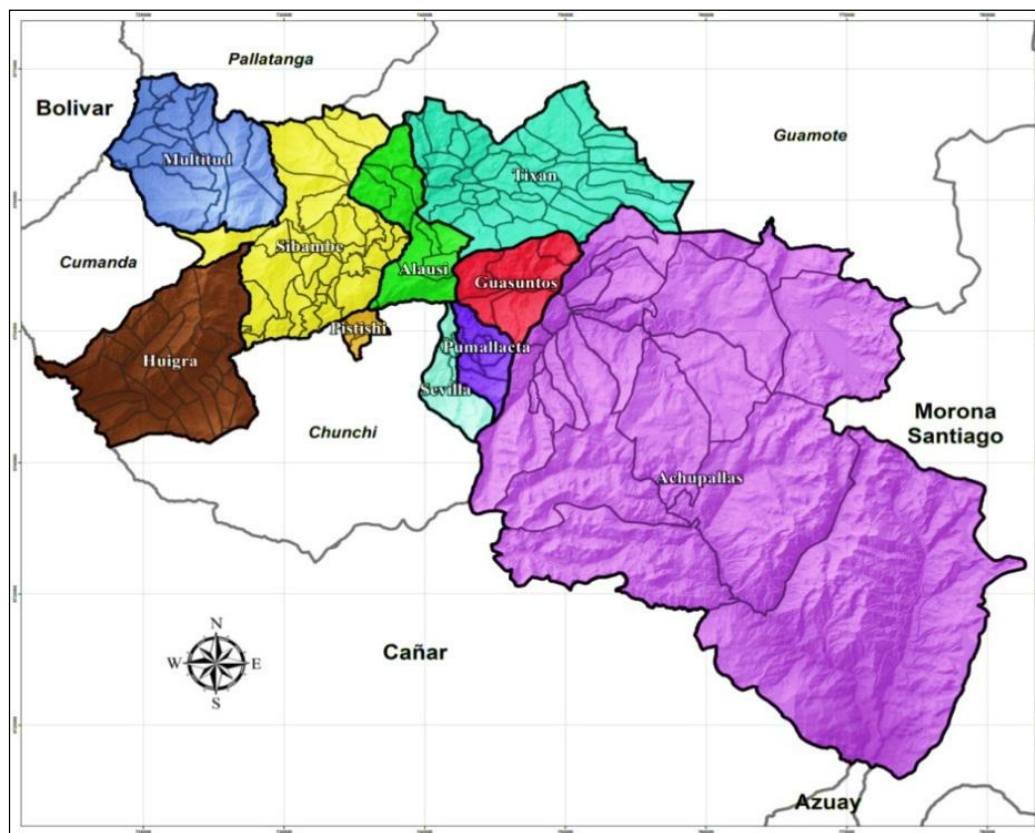 Pallatanga
Bolivar
Guamote
Multitud
Tixan
Sibambe
Cumanda
Alausi
Guasuntos
Pistishi
Pumallacta
Huigra
Sevilla
Morona
Santiago
Chunchi
Achupallas
N
W
E
S
Cañar
Azuay